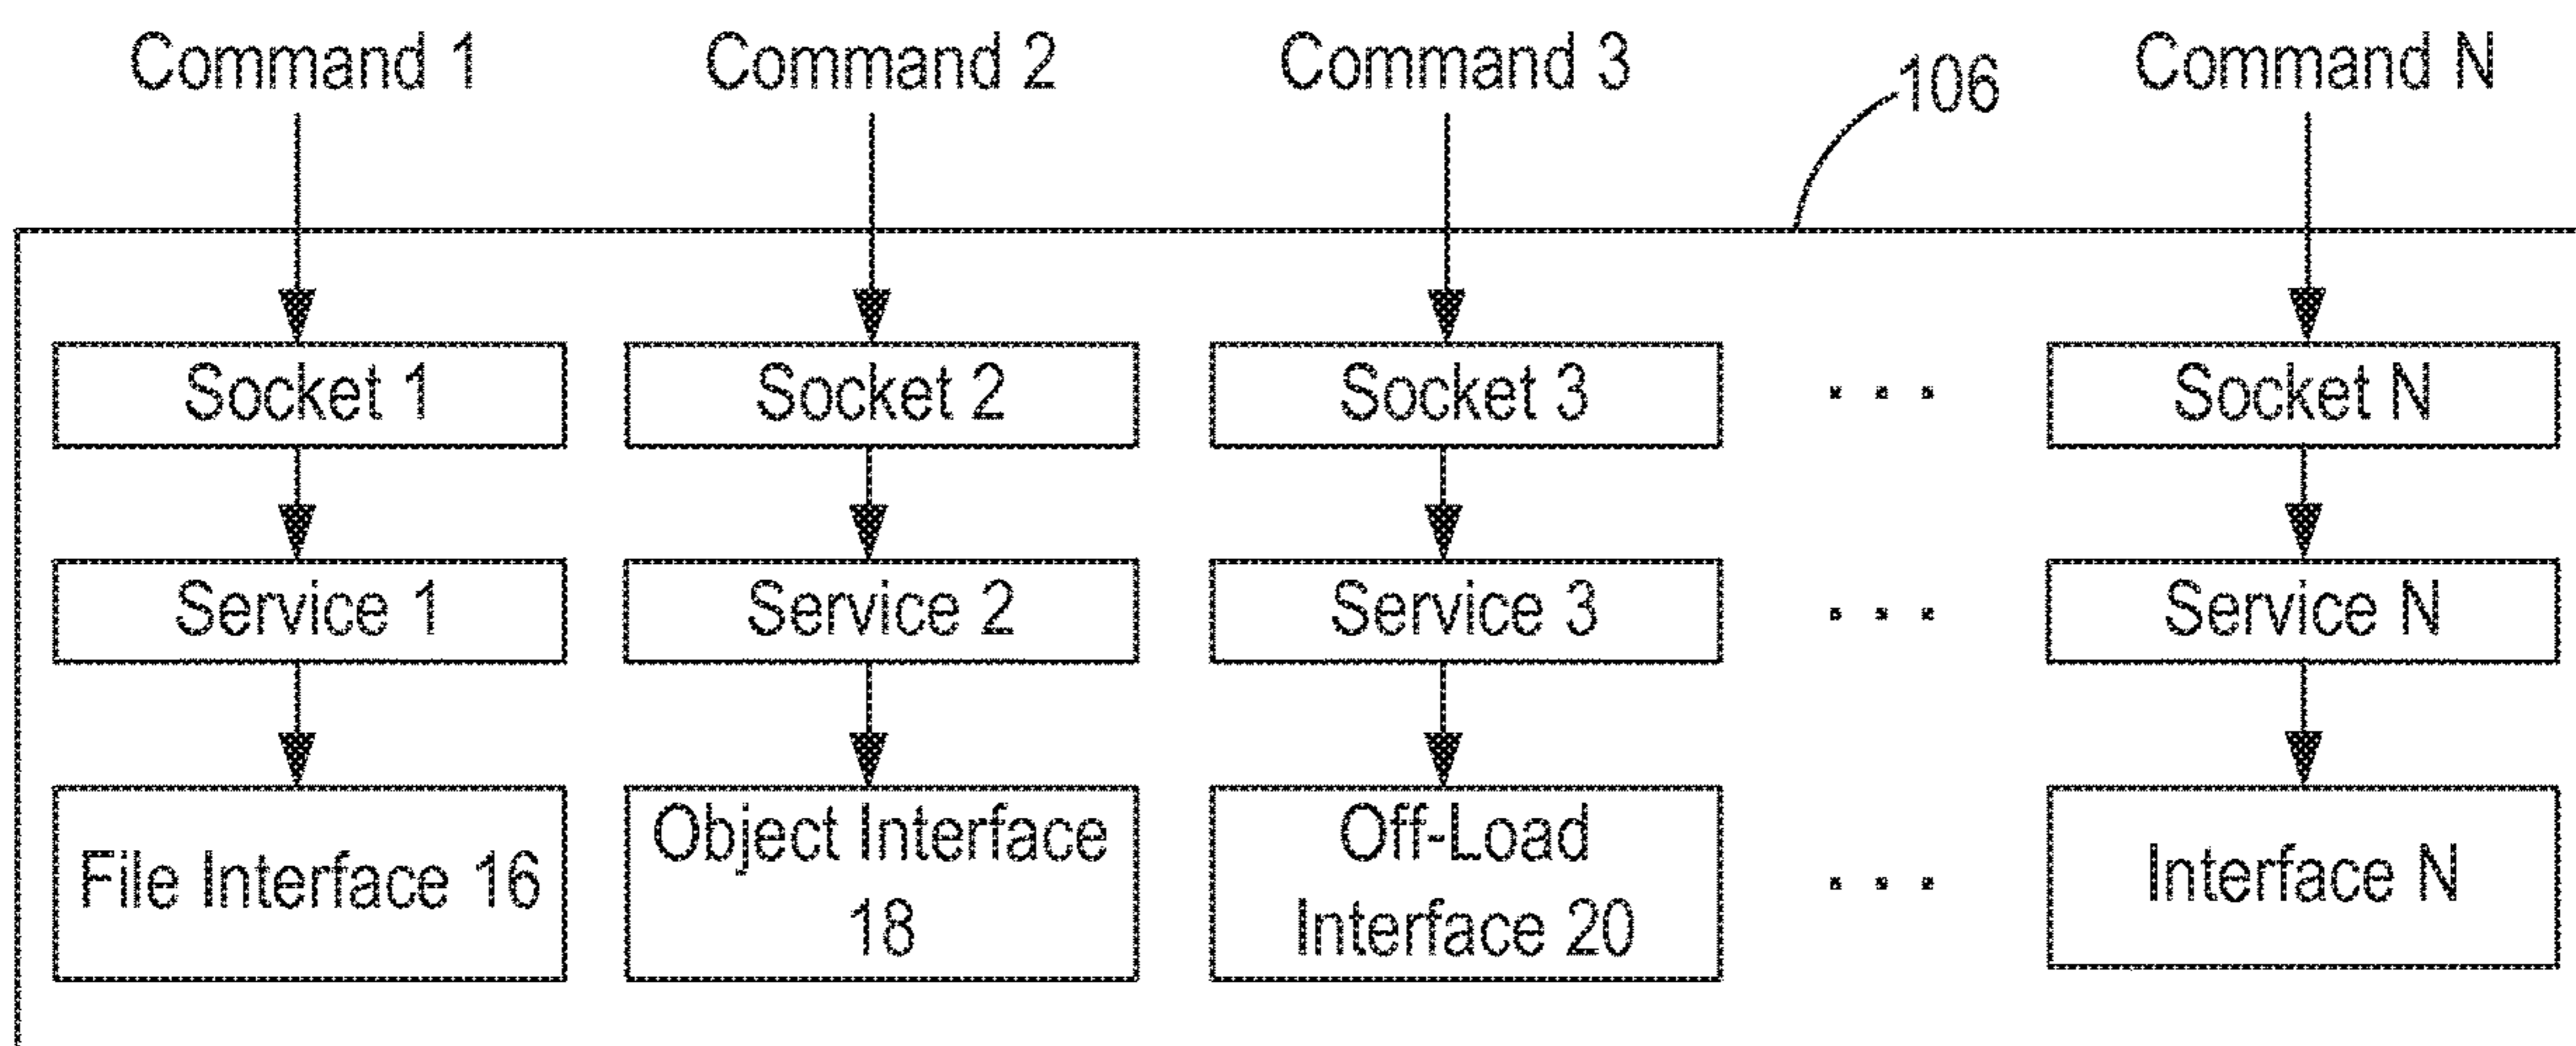 Command 1
Command 2
Command 3
106
Command N
Socket 1
Socket 2
Socket 3
. . .
Socket N
Service 1
Service 2
Service 3
. . .
Service N
File Interface 16
Object Interface
18
Off-Load
Interface 20
. . .
Interface N